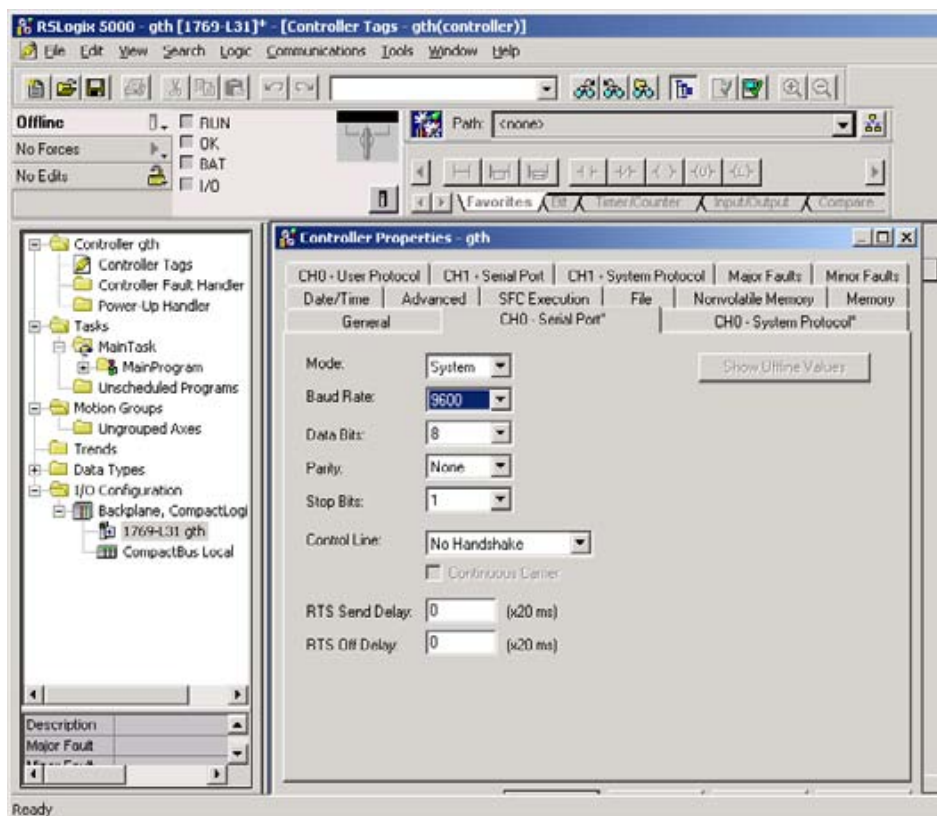 RSLogix 5000 - gth [1769-L31]* - [Controller Tags - gth(controller)]
File Edit View Search Logic Communications Tools Window Help
Offline
RUN
Path: <none>
No Forces
OK
BAT
No Edits
I/O
Favorites Bit Timer/Counter Input/Output Compare
Controller gth
Controller Tags
Controller Fault Handler
Power-Up Handler
Tasks
MainTask
MainProgram
Unscheduled Programs
Motion Groups
Ungrouped Axes
Trends
Data Types
I/O Configuration
Backplane, CompactLogi
1769-L31 gth
CompactBus Local
Description
Major Fault
Minor Fault
Controller Properties - gth
CH0 - User Protocol CH1 - Serial Port CH1 - System Protocol Major Faults Minor Faults
Date/Time Advanced SFC Execution File Nonvolatile Memory Memory
General CH0 - Serial Port* CH0 - System Protocol*
Mode: System
Show Offline Values
Baud Rate: 9600
Data Bits: 8
Parity: None
Stop Bits: 1
Control Line: No Handshake
Continuous Carrier
RTS Send Delay: 0 (x20 ms)
RTS Off Delay: 0 (x20 ms)
Ready